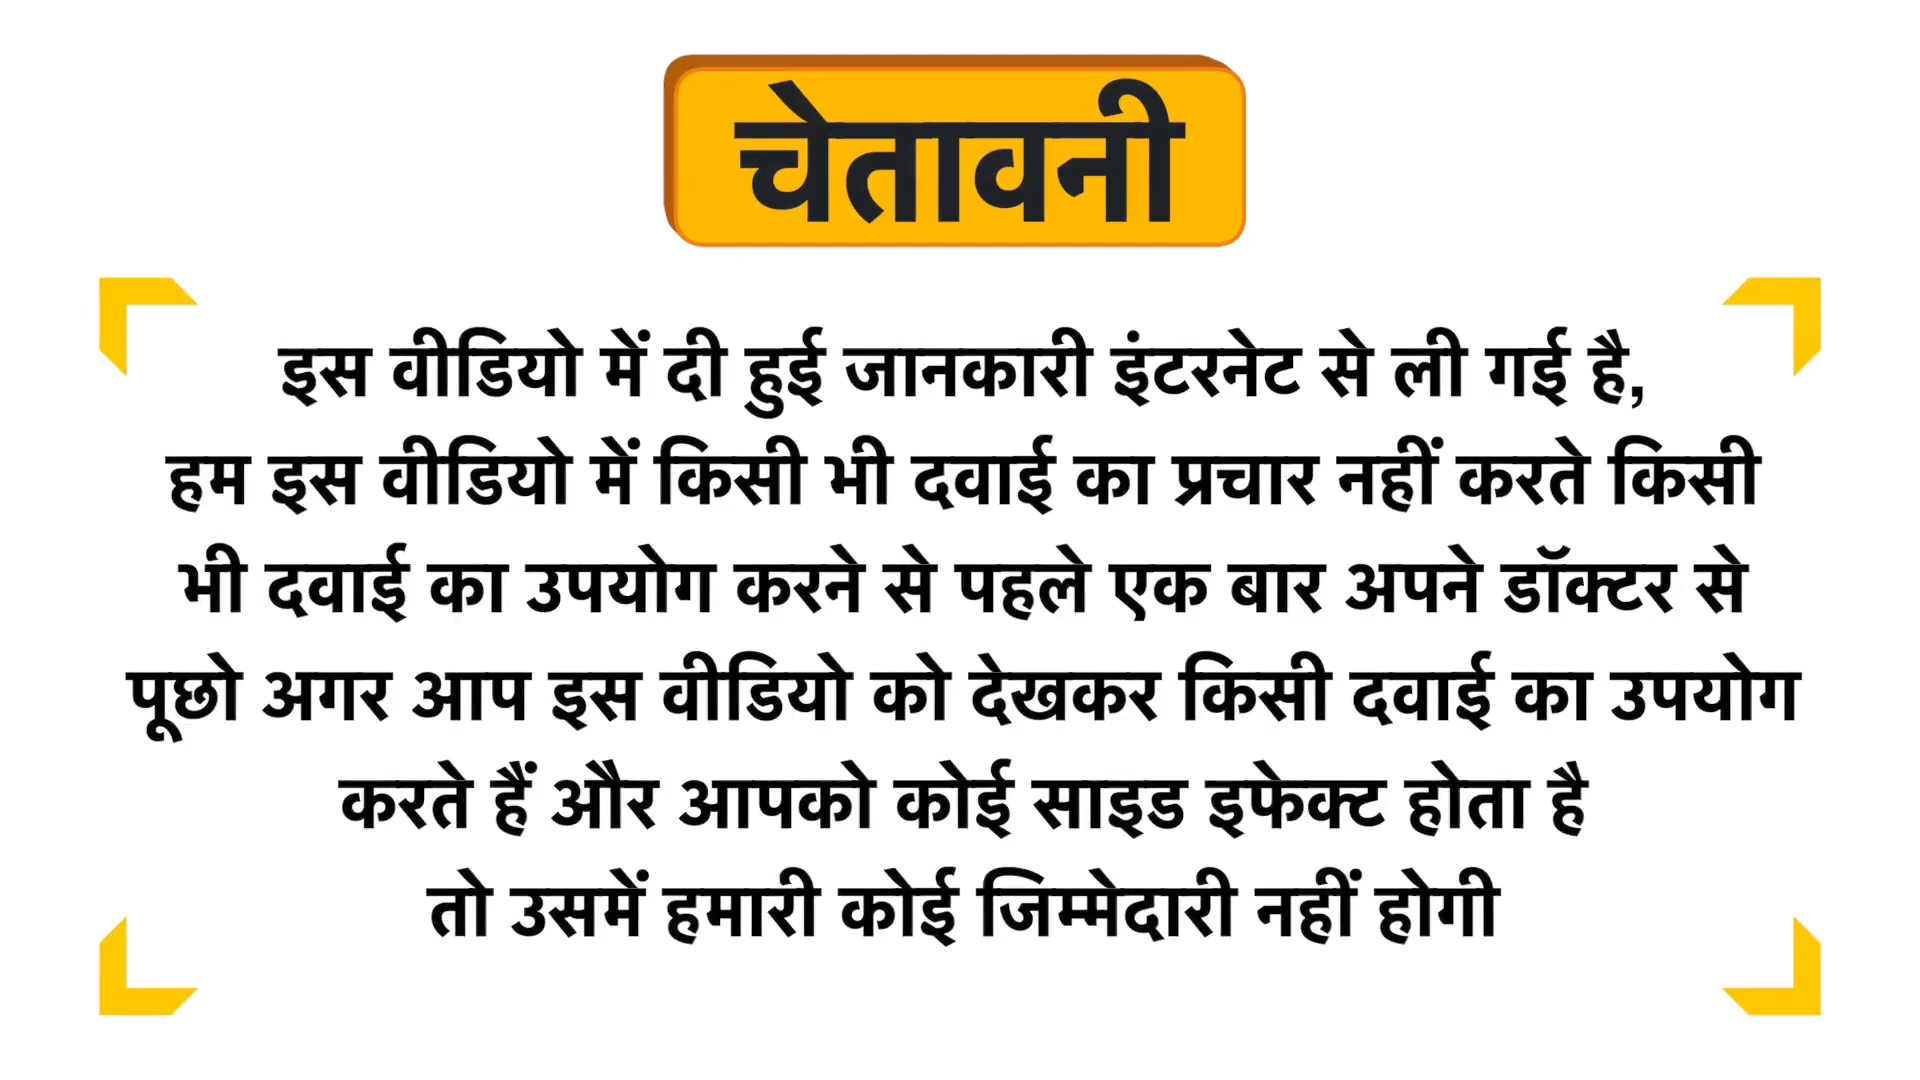 चेतावनी
इस वीडियो में दी हुई जानकारी इंटरनेट से ली गई है,
हम इस वीडियो में किसी भी दवाई का प्रचार नहीं करते किसी
भी दवाई का उपयोग करने से पहले एक बार अपने डॉक्टर से
पूछो अगर आप इस वीडियो को देखकर किसी दवाई का उपयोग
करते हैं और आपको कोई साइड इफेक्ट होता है
तो उसमें हमारी कोई जिम्मेदारी नहीं होगी